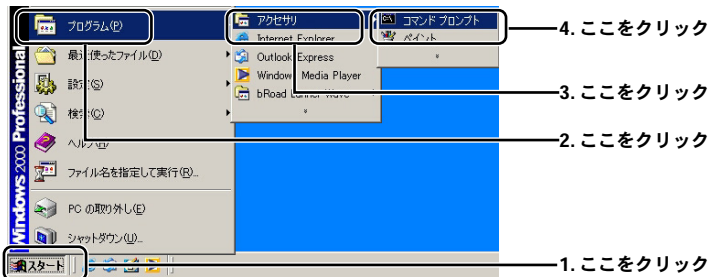 プログラム(P)
最近使ったファイル(D)
設定(S)
検索(C)
ヘルプ(H)
ファイル名を指定して実行(R)...
PC の取り外し(E)
シャットダウン(U)...
Windows 2000 Professional
スタート
アクセサリ
Internet Explorer
Outlook Express
Windows Media Player
bRoad Lanner Wave
コマンド プロンプト
ペイント
4. ここをクリック
3. ここをクリック
2. ここをクリック
1. ここをクリック